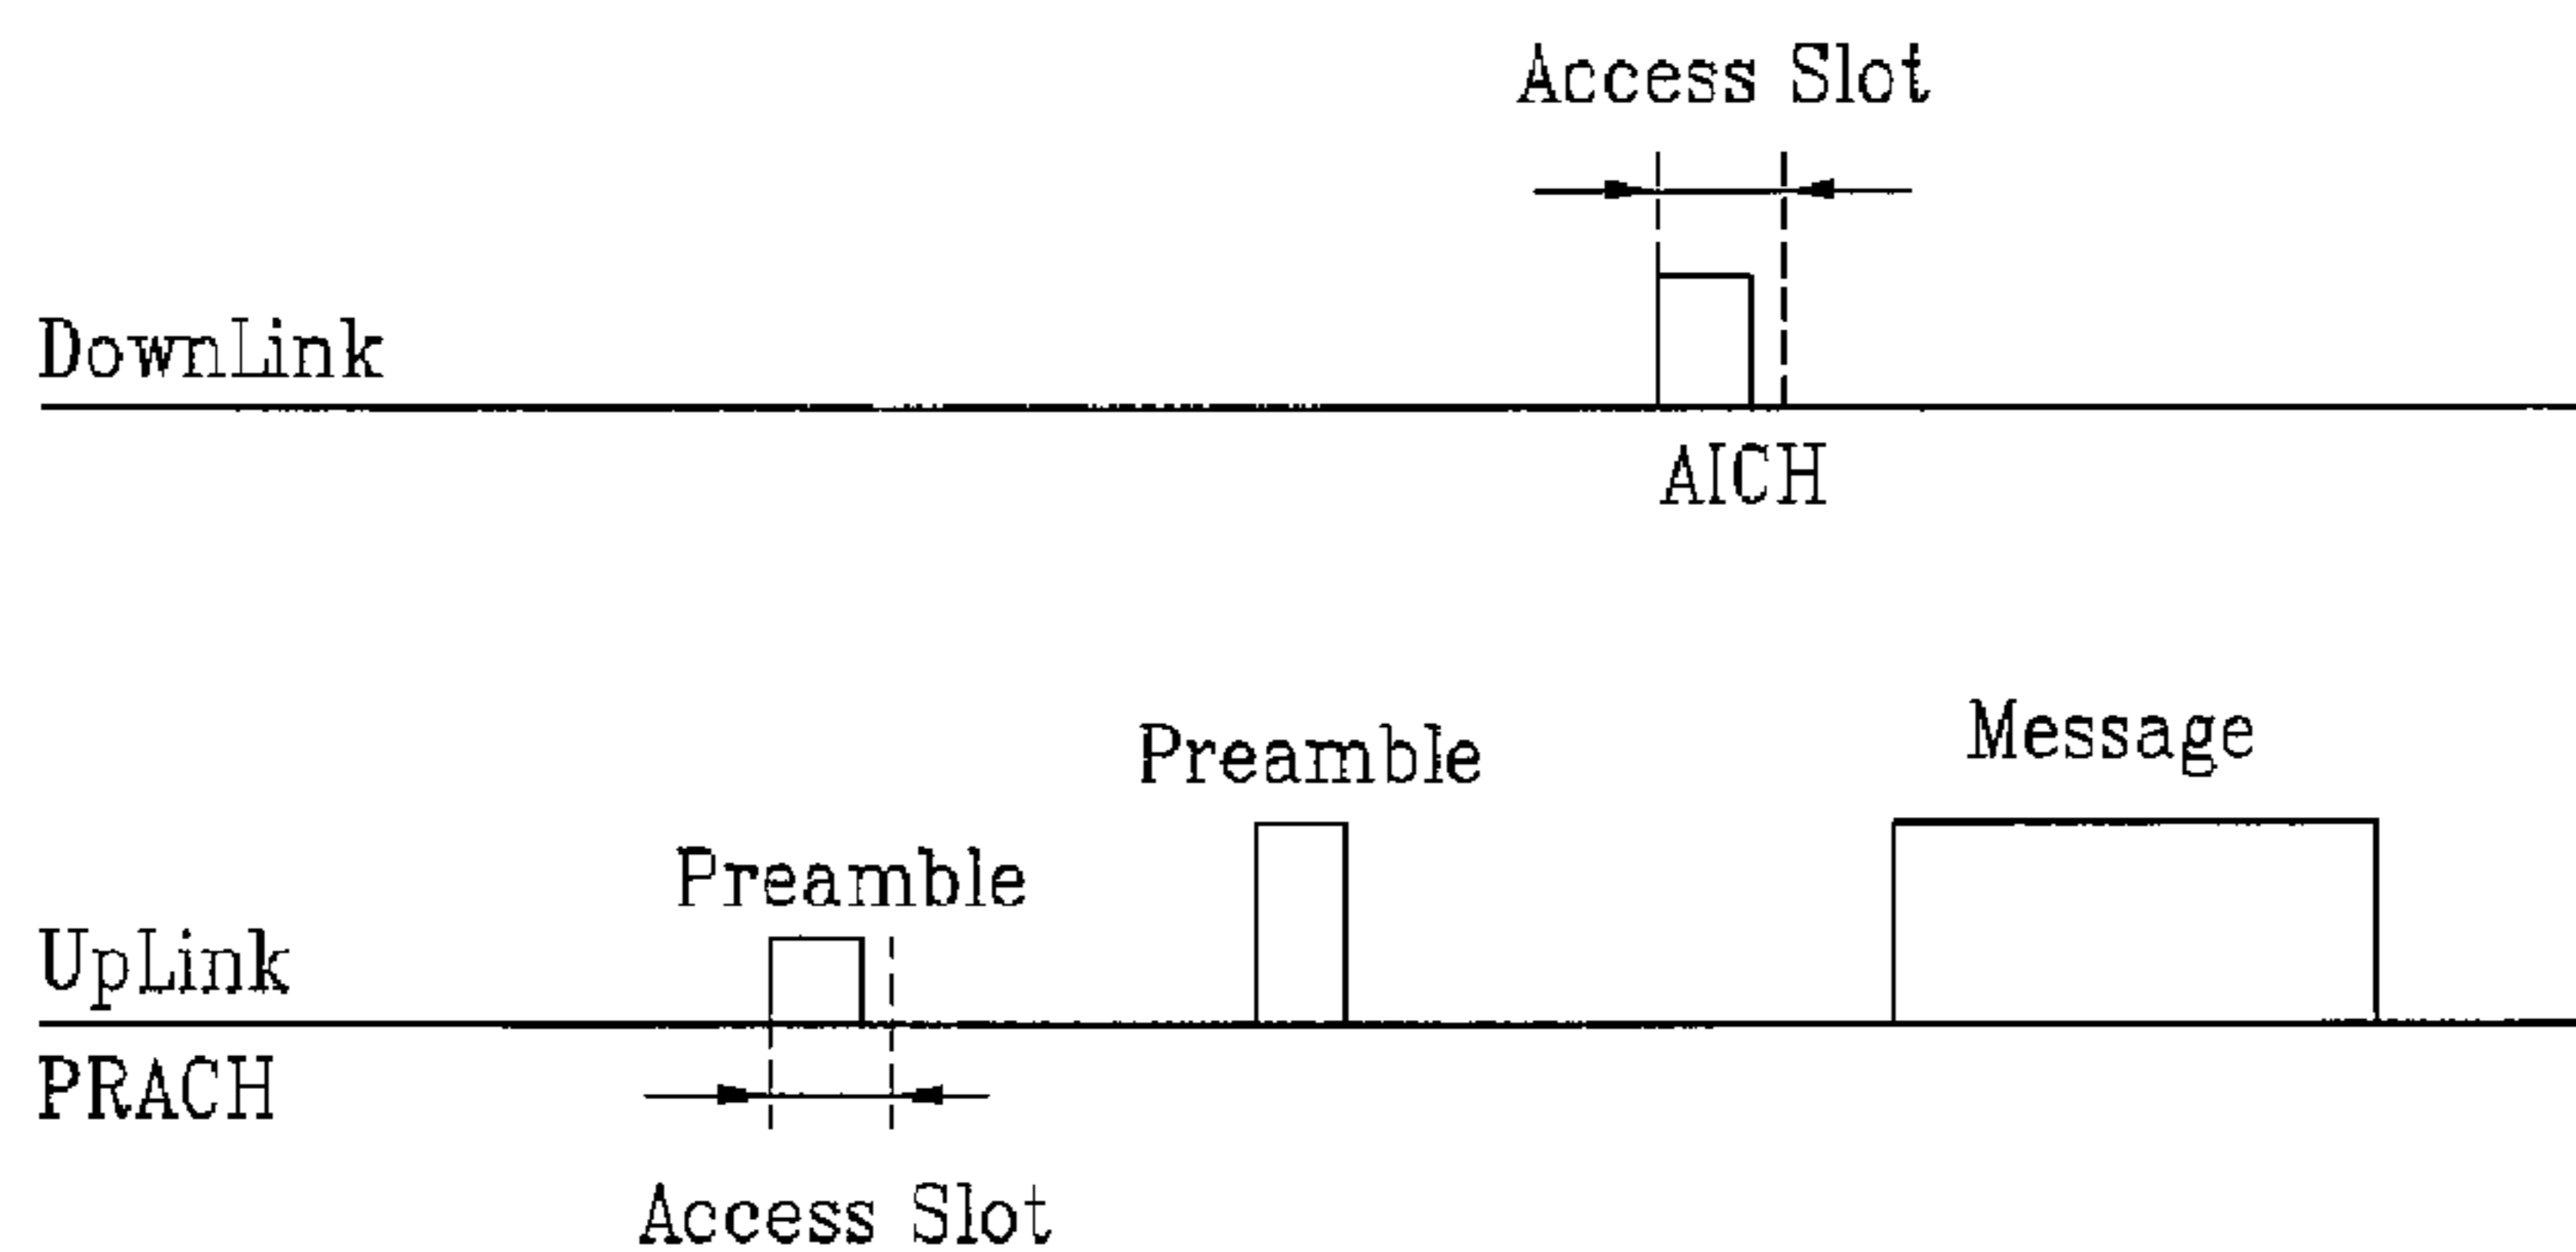 Access Slot
DownLink
AICH
Message
Preamble
Preamble
UpLink
PRACH
Access Slot